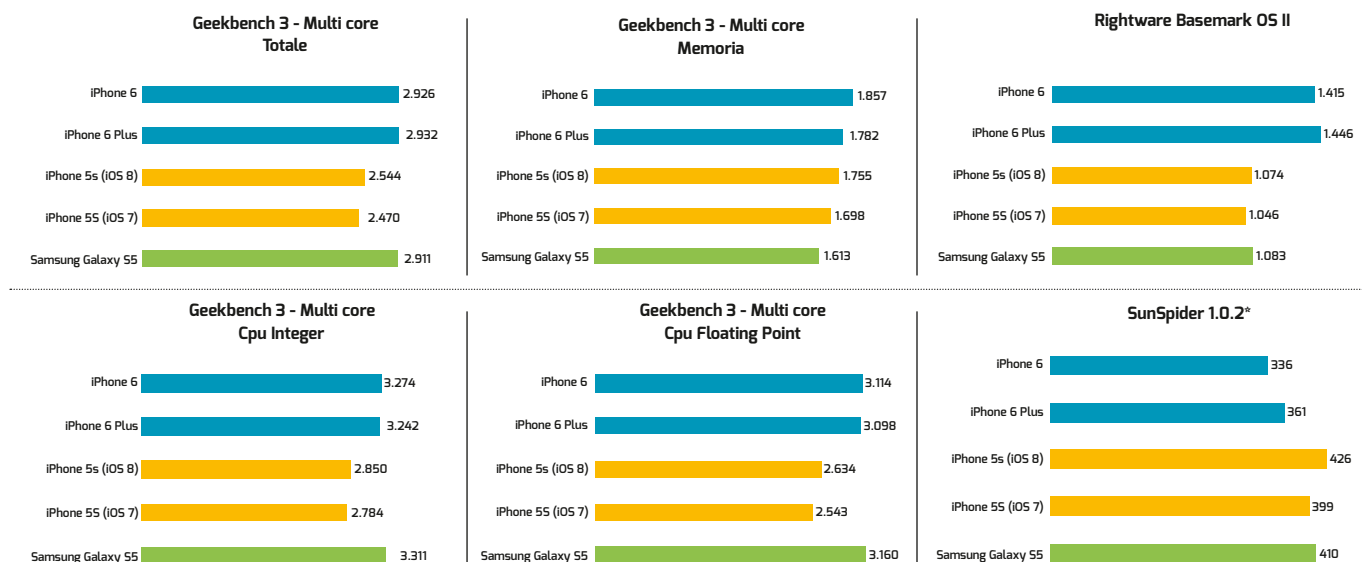 Geekbench 3 - Multi core
Totale
iPhone 6 2.926
iPhone 6 Plus 2.932
iPhone 5s (iOS 8) 2.544
iPhone 5S (iOS 7) 2.470
Samsung Galaxy S5 2.911
Geekbench 3 - Multi core
Memoria
iPhone 6 1.857
iPhone 6 Plus 1.782
iPhone 5s (iOS 8) 1.755
iPhone 5S (iOS 7) 1.698
Samsung Galaxy S5 1.613
Rightware Basemark OS II
iPhone 6 1.415
iPhone 6 Plus 1.446
iPhone 5s (iOS 8) 1.074
iPhone 5S (iOS 7) 1.046
Samsung Galaxy S5 1.083
Geekbench 3 - Multi core
Cpu Integer
iPhone 6 3.274
iPhone 6 Plus 3.242
iPhone 5s (iOS 8) 2.850
iPhone 5S (iOS 7) 2.784
Samsung Galaxy S5 3.311
Geekbench 3 - Multi core
Cpu Floating Point
iPhone 6 3.114
iPhone 6 Plus 3.098
iPhone 5s (iOS 8) 2.634
iPhone 5S (iOS 7) 2.543
Samsung Galaxy S5 3.160
SunSpider 1.0.2*
iPhone 6 336
iPhone 6 Plus 361
iPhone 5s (iOS 8) 426
iPhone 5S (iOS 7) 399
Samsung Galaxy S5 410